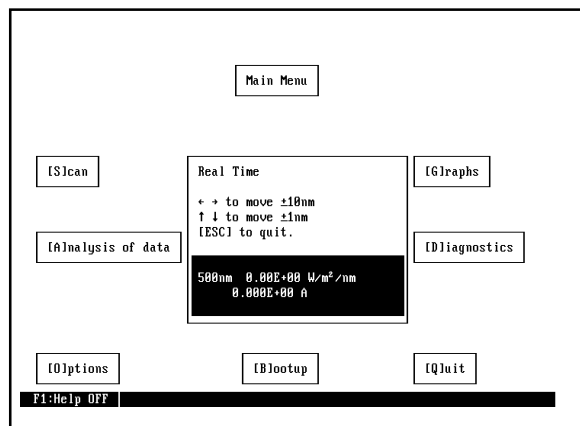 Main Menu
[S]can
Real Time
[G]raphs
← → to move ±10nm
↑ ↓ to move ±1nm
[ESC] to quit.
[A]nalysis of data
[D]iagnostics
500nm 0.00E+00 W/m²/nm
0.000E+00 A
[O]ptions
[B]ootup
[Q]uit
F1:Help OFF